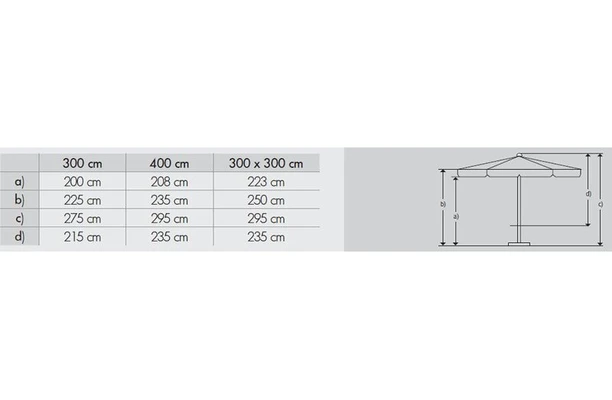 300 cm 400 cm 300 x 300 cm
a) 200 cm 208 cm 223 cm
b) 225 cm 235 cm 250 cm
c) 275 cm 295 cm 295 cm
d) 215 cm 235 cm 235 cm
b) a) d) c)